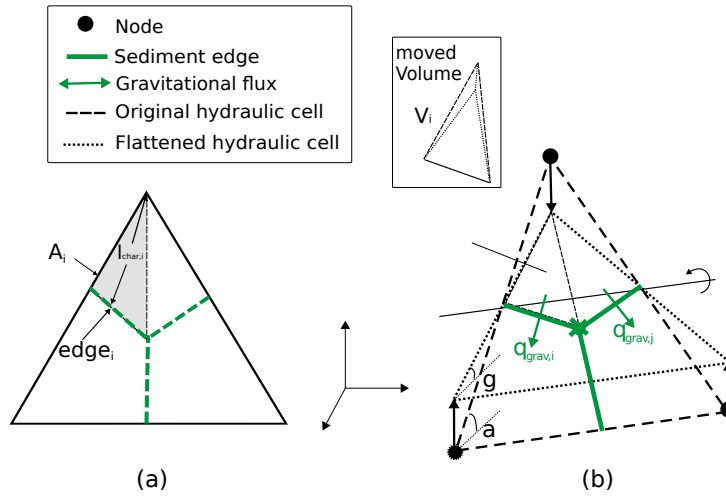 Node
Sediment edge
Gravitational flux
Original hydraulic cell
Flattened hydraulic cell
moved
Volume
Vi
Ai
lchar,i
edgei
qgrav,i
qgrav,j
g
a
(a)
(b)